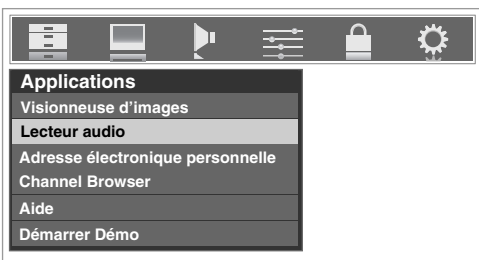 Applications
Visionneuse d'images
Lecteur audio
Adresse électronique personnelle
Channel Browser
Aide
Démarrer Démo